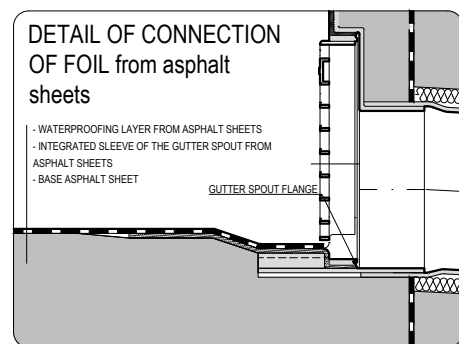 DETAIL OF CONNECTION
OF FOIL from asphalt
sheets
- WATERPROOFING LAYER FROM ASPHALT SHEETS
- INTEGRATED SLEEVE OF THE GUTTER SPOUT FROM
ASPHALT SHEETS
- BASE ASPHALT SHEET
GUTTER SPOUT FLANGE